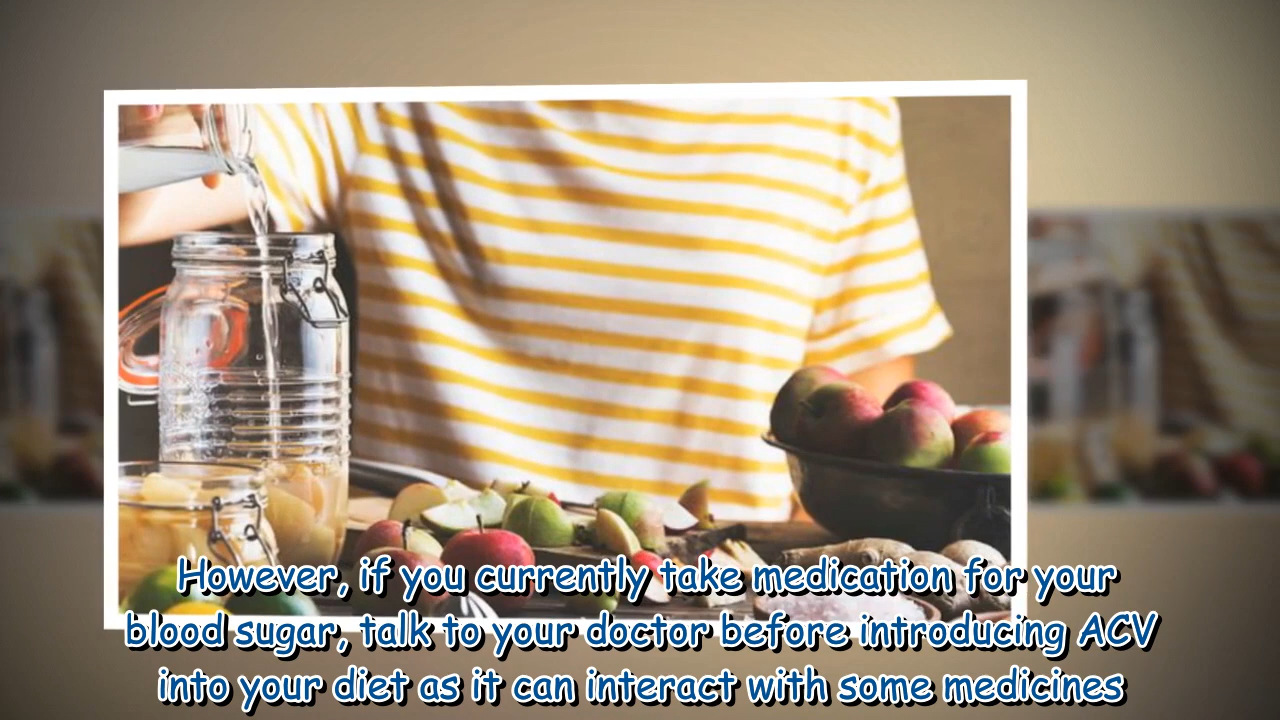 However, if you currently take medication for your
blood sugar, talk to your doctor before introducing ACV
into your diet as it can interact with some medicines